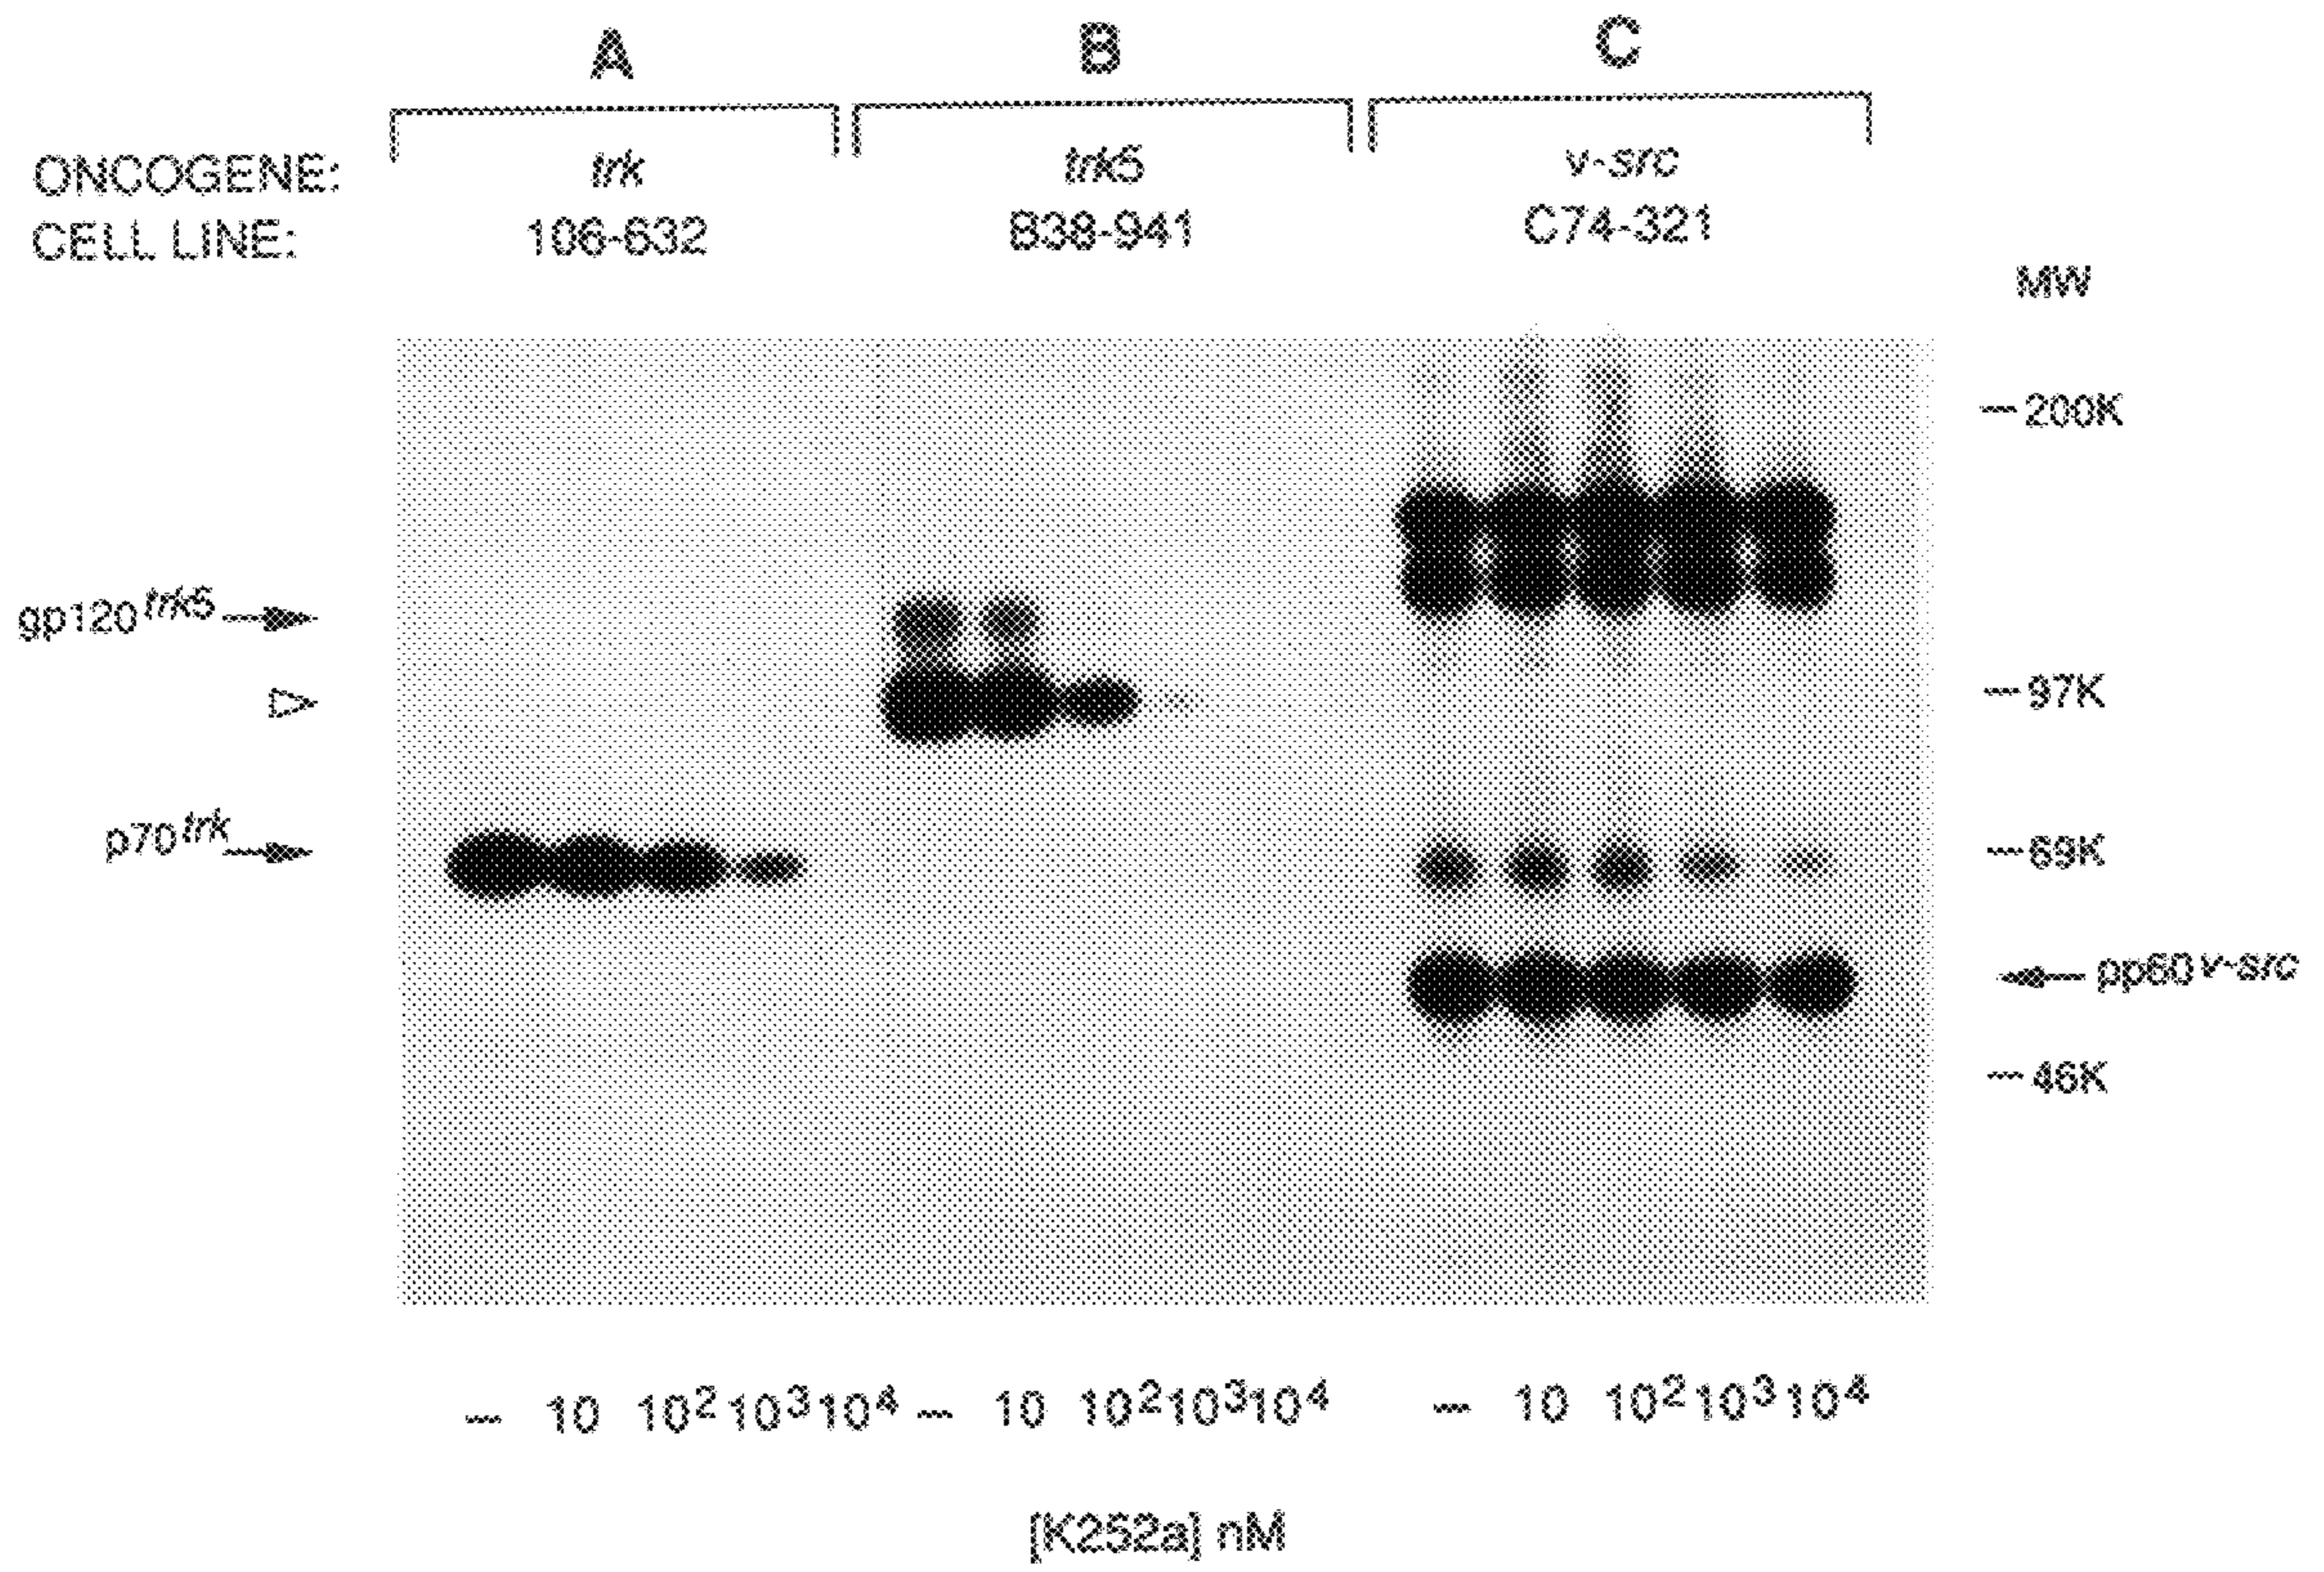 A B C
ONCOGENE: trk trk5 v-src
CELL LINE: 106-632 B38-941 C74-321
MW
200K
gp120trk5
97K
p70trk
69K
pp60v-src
46K
– 10 10² 10³ 10⁴ – 10 10² 10³ 10⁴ – 10 10² 10³ 10⁴
[K252a] nM